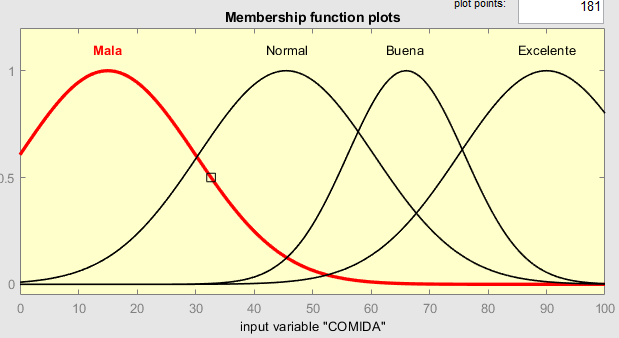 plot points:
181
Membership function plots
Mala Normal Buena Excelente
1
0.5
0
0 10 20 30 40 50 60 70 80 90 100
input variable "COMIDA"